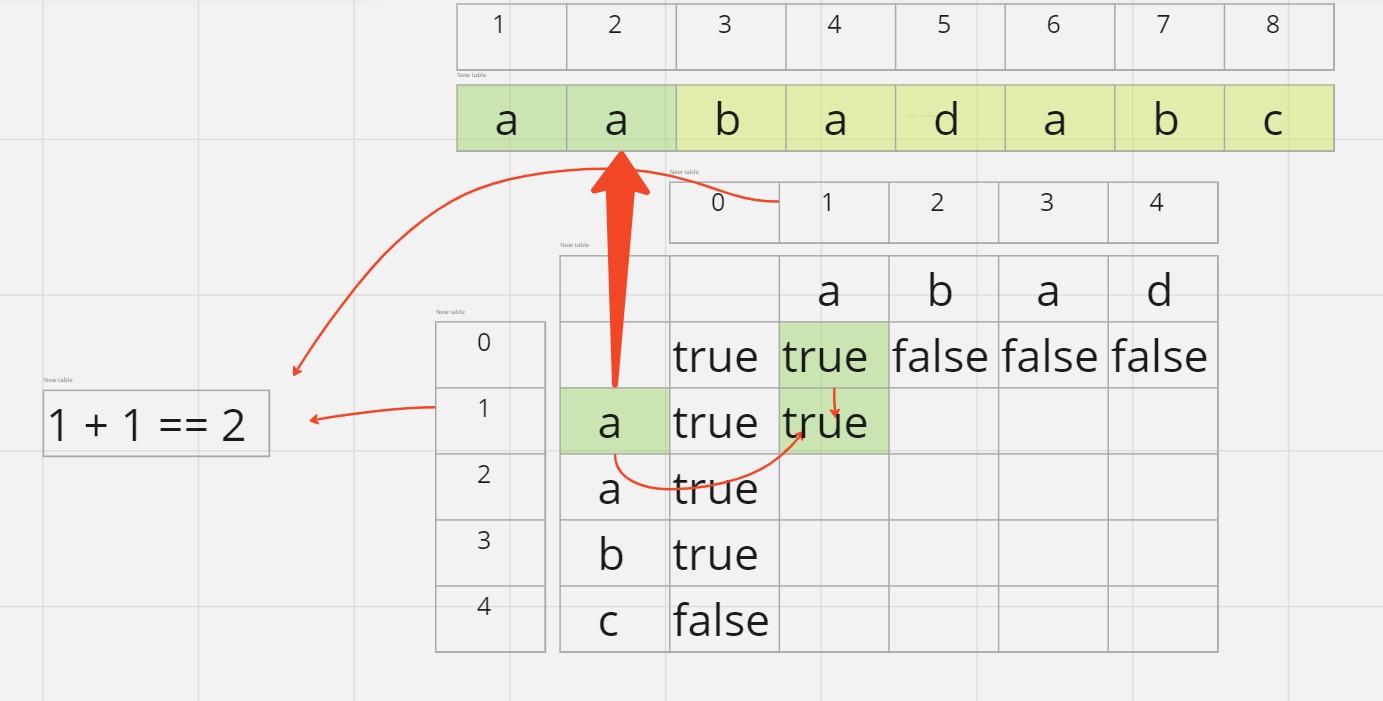 1 2 3 4 5 6 7 8
New table
a a b a d a b c
New table
0 1 2 3 4
New table
a b a d
New table
0 true true false false false
New table
1 + 1 == 2
1 a true true
2 a true
3 b true
4 c false